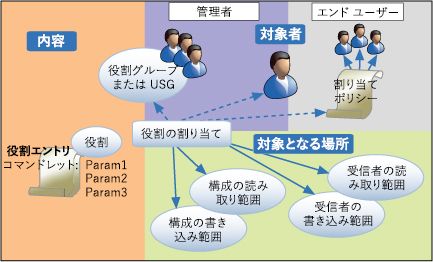 管理者
エンド ユーザー
内容
対象者
役割グループ
または USG
割り当て
ポリシー
役割
役割の割り当て
対象となる場所
役割エントリ
コマンドレット:
Param1
Param2
Param3
構成の読み
取り範囲
受信者の読
み取り範囲
構成の書き
込み範囲
受信者の
書き込み範囲